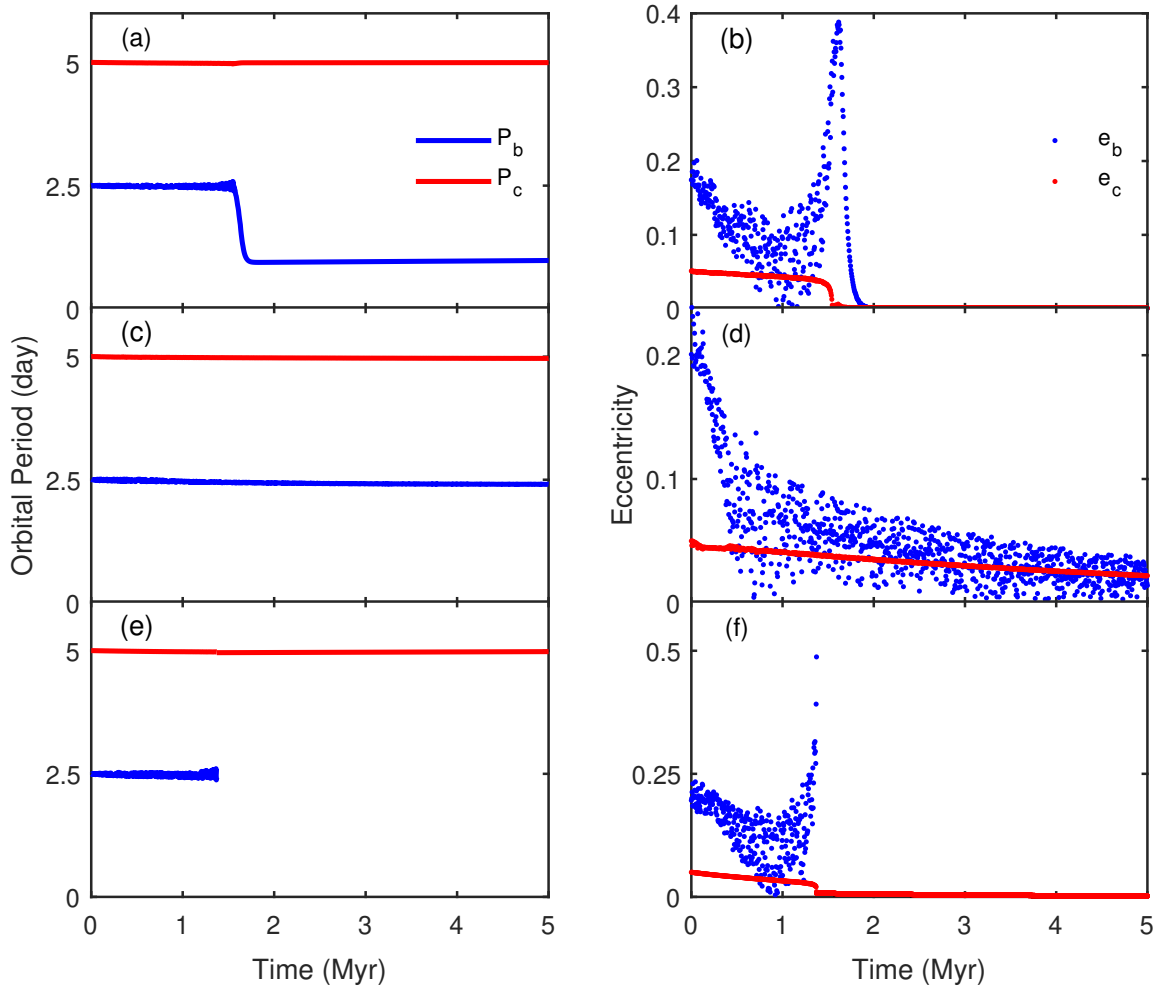 (a)
5
2.5
0
P_b
P_c
(b)
0.4
0.3
0.2
0.1
0
e_b
e_c
(c)
5
2.5
0
Orbital Period (day)
(d)
0.2
0.1
0
Eccentricity
(e)
5
2.5
0
0 1 2 3 4 5
Time (Myr)
(f)
0.5
0.25
0
0 1 2 3 4 5
Time (Myr)